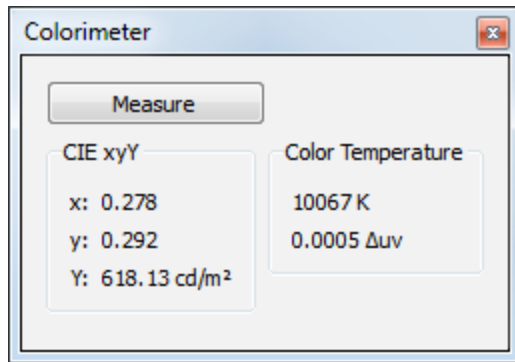 Colorimeter
Measure
CIE xyY
x: 0.278
y: 0.292
Y: 618.13 cd/m²
Color Temperature
10067 K
0.0005 Δuv